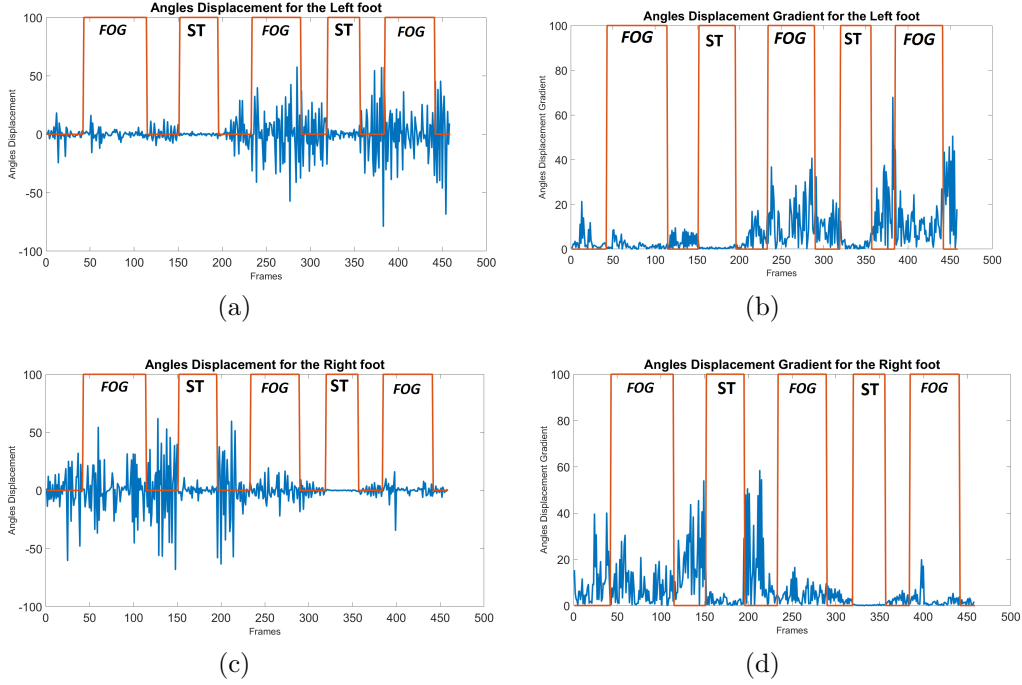 Angles Displacement for the Left foot
100
50
0
-50
-100
Angles Displacement
FOG
ST
FOG
ST
FOG
0 50 100 150 200 250 300 350 400 450 500
Frames
(a)
Angles Displacement Gradient for the Left foot
100
80
60
40
20
0
Angles Displacement Gradient
FOG
ST
FOG
ST
FOG
0 50 100 150 200 250 300 350 400 450 500
Frames
(b)
Angles Displacement for the Right foot
100
50
0
-50
-100
Angles Displacement
FOG
ST
FOG
ST
FOG
0 50 100 150 200 250 300 350 400 450 500
Frames
(c)
Angles Displacement Gradient for the Right foot
100
80
60
40
20
0
Angles Displacement Gradient
FOG
ST
FOG
ST
FOG
0 50 100 150 200 250 300 350 400 450 500
Frames
(d)